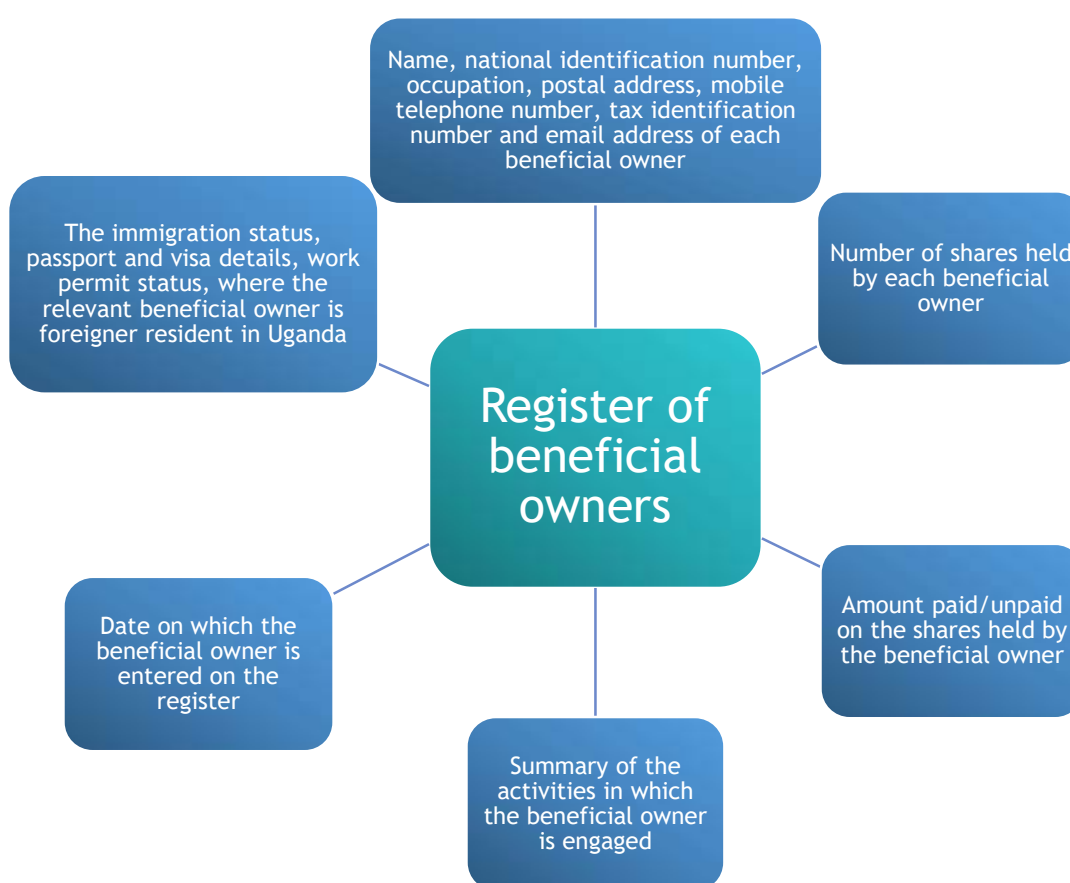 Name, national identification number,
occupation, postal address, mobile
telephone number, tax identification
number and email address of each
beneficial owner
The immigration status,
passport and visa details, work
permit status, where the
relevant beneficial owner is
foreigner resident in Uganda
Number of shares held
by each beneficial
owner
Register of
beneficial
owners
Date on which the
beneficial owner is
entered on the
register
Amount paid/unpaid
on the shares held by
the beneficial owner
Summary of the
activities in which
the beneficial owner
is engaged